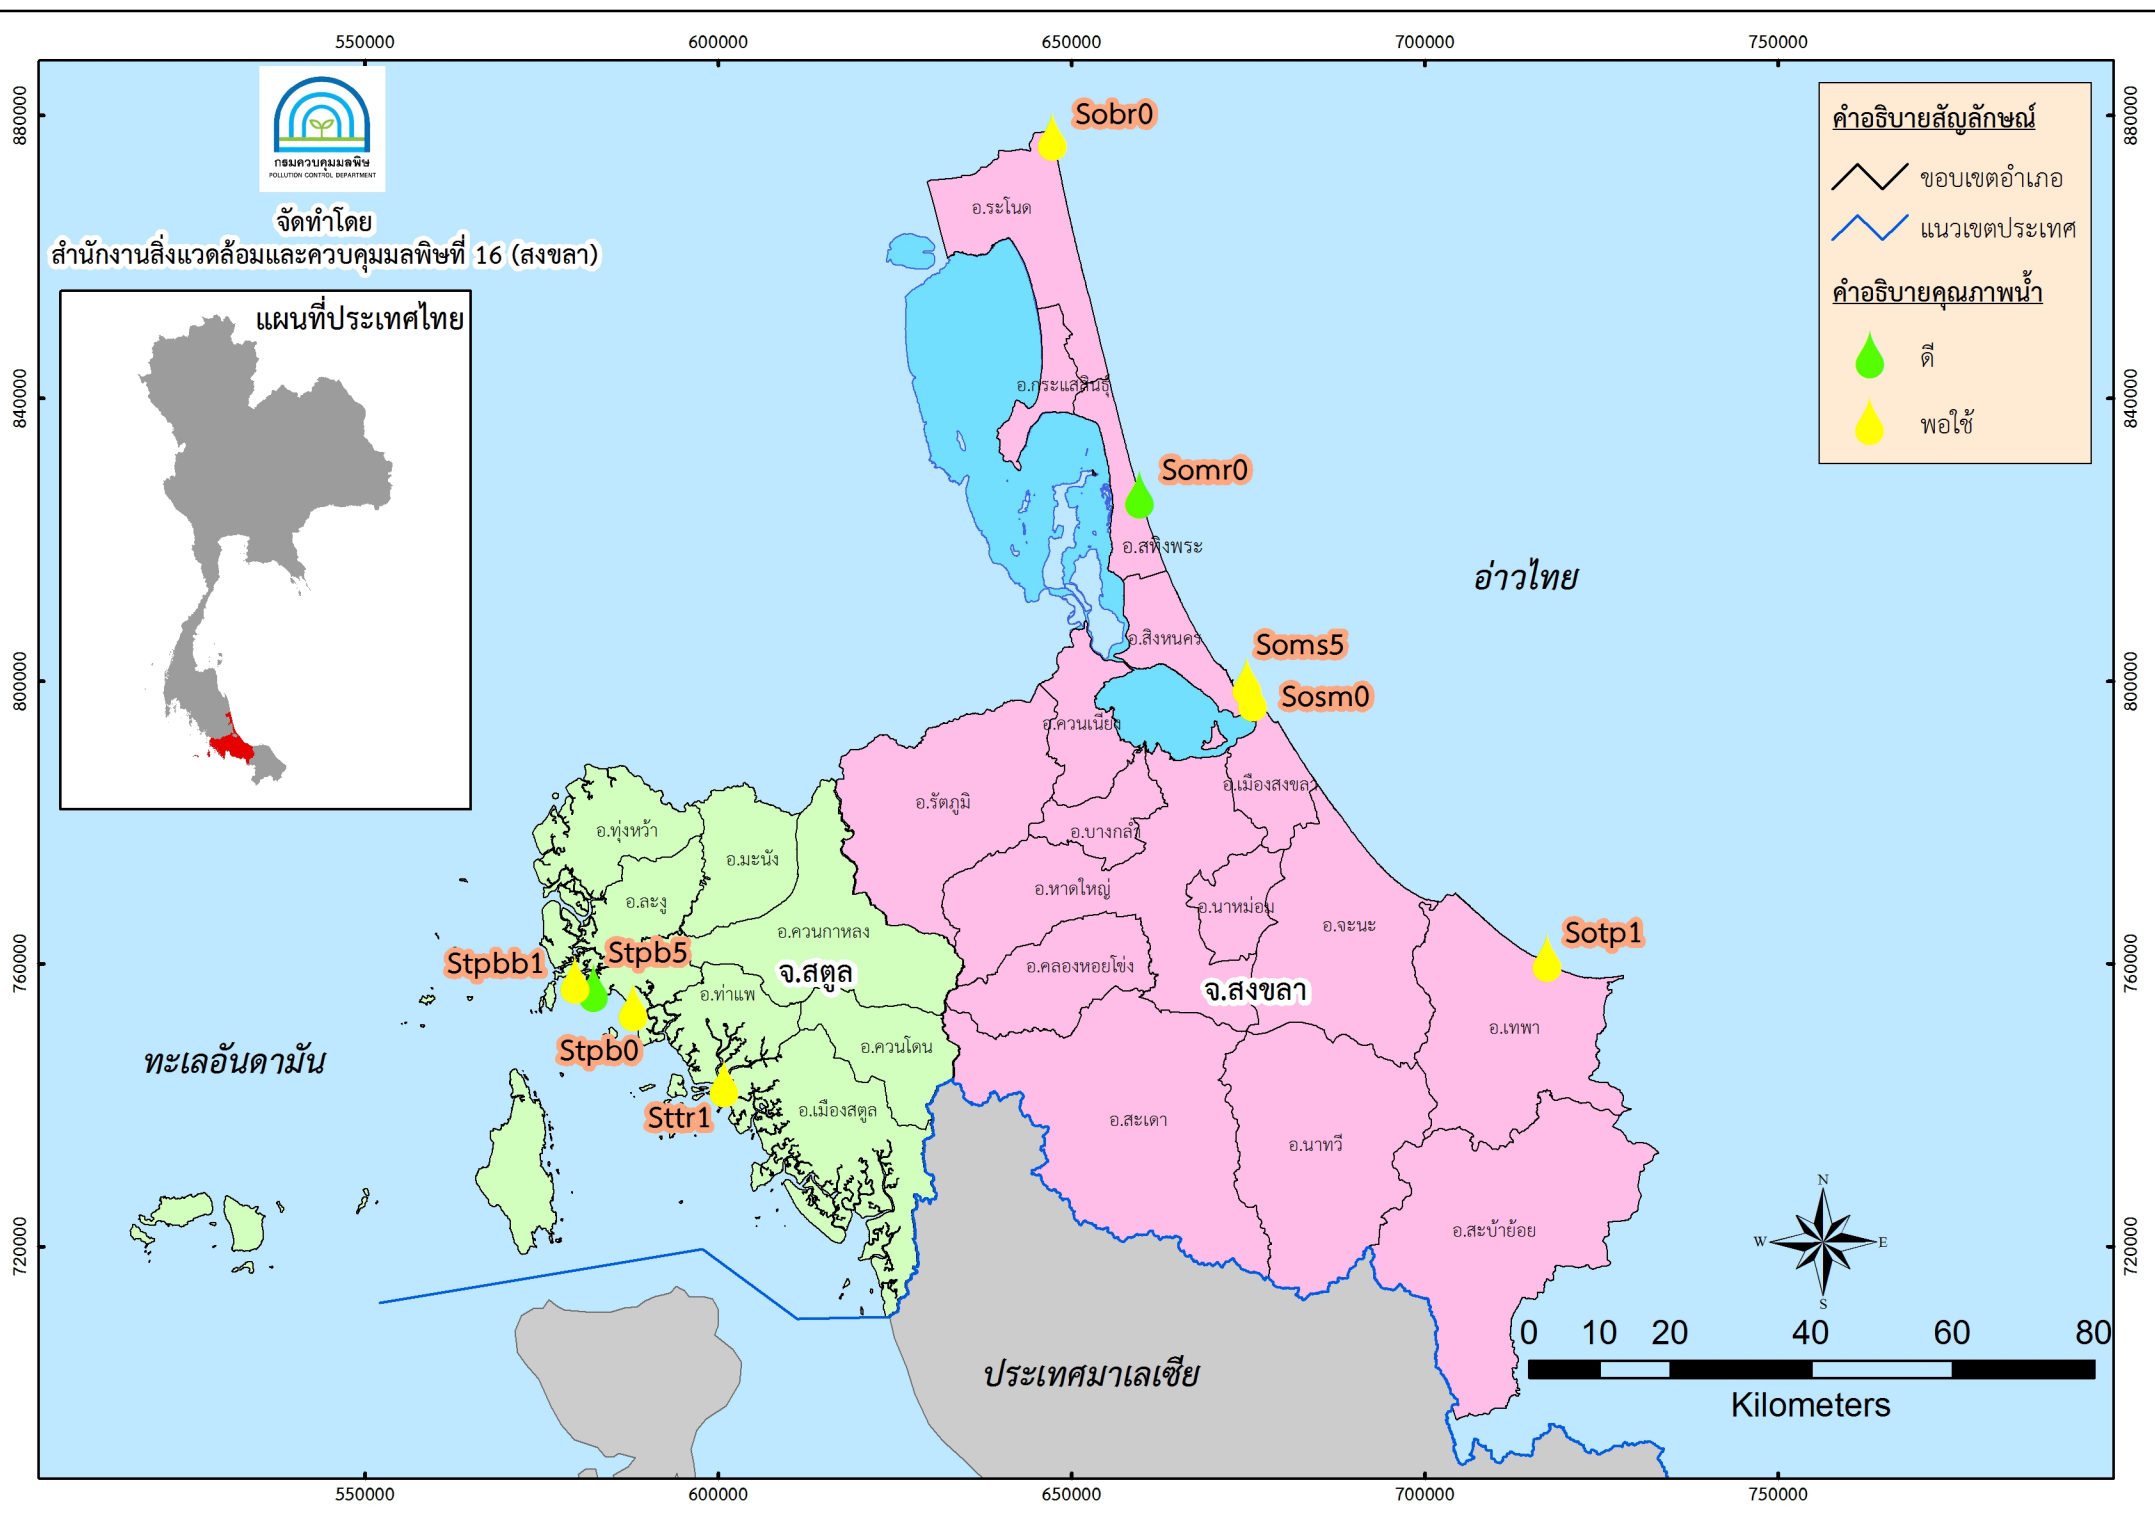 550000 600000 650000 700000 750000
880000 840000 800000 760000 720000
880000 840000 800000 760000 720000
กรมควบคุมมลพิษ
POLLUTION CONTROL DEPARTMENT
จัดทำโดย
สำนักงานสิ่งแวดล้อมและควบคุมมลพิษที่ 16 (สงขลา)
แผนที่ประเทศไทย
คำอธิบายสัญลักษณ์
ขอบเขตอำเภอ
แนวเขตประเทศ
คำอธิบายคุณภาพน้ำ
ดี
พอใช้
Sobr0
อ.ระโนด
อ.กระแสสินธุ์
Somr0
อ.สทิงพระ
อ่าวไทย
อ.สิงหนคร
Soms5
Sosm0
อ.ควนเนียง
อ.เมืองสงขลา
อ.รัตภูมิ
อ.บางกล่ำ
อ.ทุ่งหว้า
อ.มะนัง
อ.หาดใหญ่
อ.ละงู
อ.นาหม่อม
อ.จะนะ
อ.ควนกาหลง
Sotp1
Stpbb1
Stpb5
จ.สตูล
อ.คลองหอยโข่ง
อ.ท่าแพ
จ.สงขลา
อ.เทพา
Stpb0
อ.ควนโดน
ทะเลอันดามัน
Sttr1
อ.เมืองสตูล
อ.สะเดา
อ.นาทวี
อ.สะบ้าย้อย
N
W E
S
ประเทศมาเลเซีย
0 10 20 40 60 80
Kilometers
550000 600000 650000 700000 750000